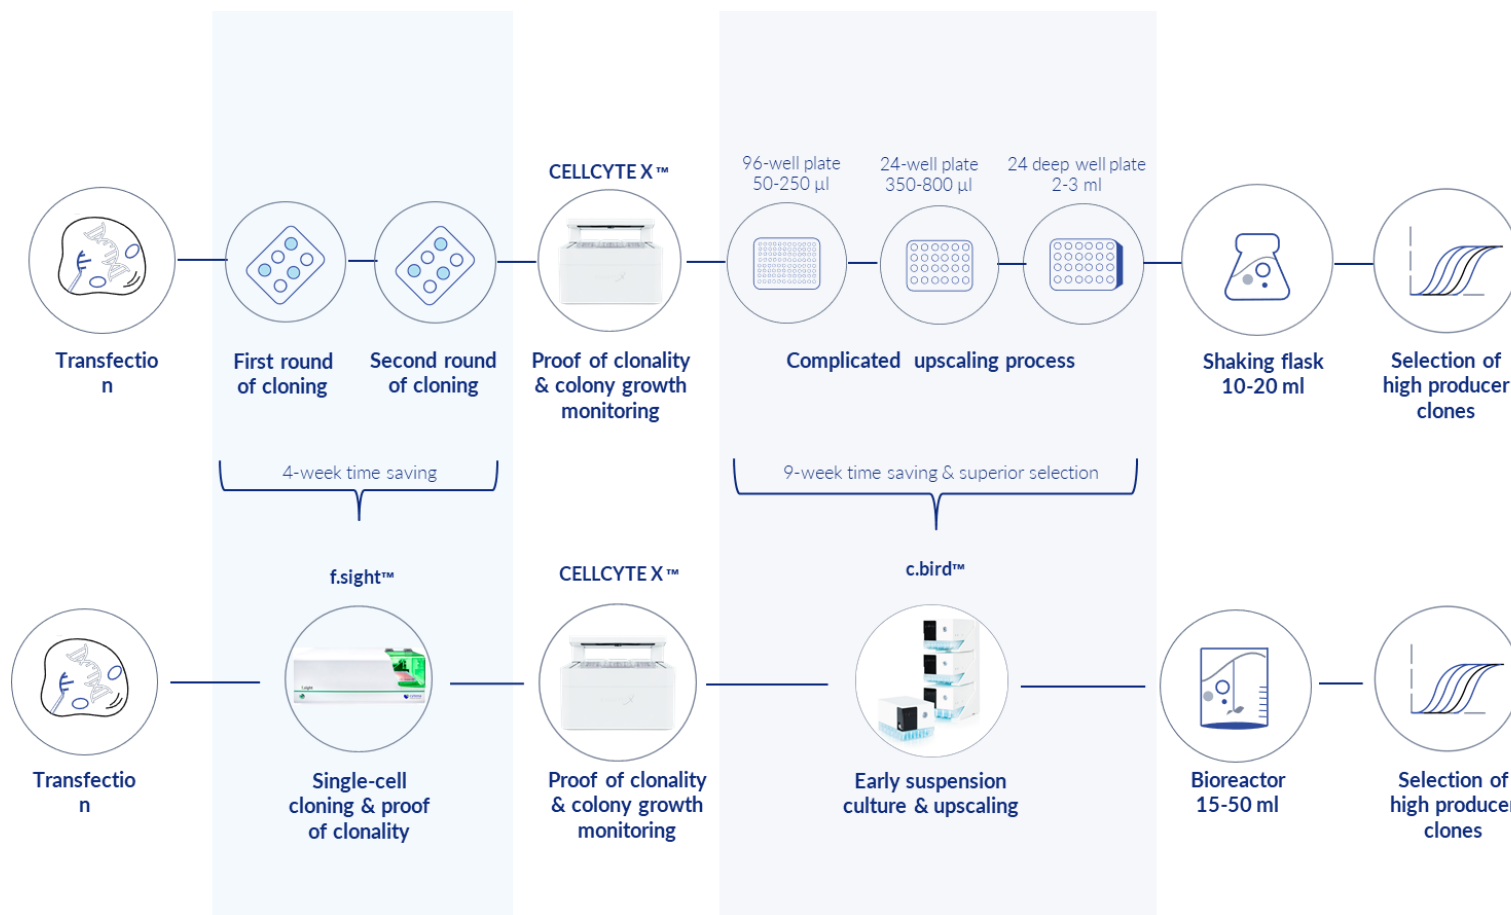 CELLCYTE X™
96-well plate
50-250 µl
24-well plate
350-800 µl
24 deep well plate
2-3 ml
Transfectio
n
First round
of cloning
Second round
of cloning
Proof of clonality
& colony growth
monitoring
Complicated upscaling process
Shaking flask
10-20 ml
Selection of
high producer
clones
4-week time saving
9-week time saving & superior selection
f.sight™
CELLCYTE X™
c.bird™
Transfectio
n
Single-cell
cloning & proof
of clonality
Proof of clonality
& colony growth
monitoring
Early suspension
culture & upscaling
Bioreactor
15-50 ml
Selection of
high producer
clones